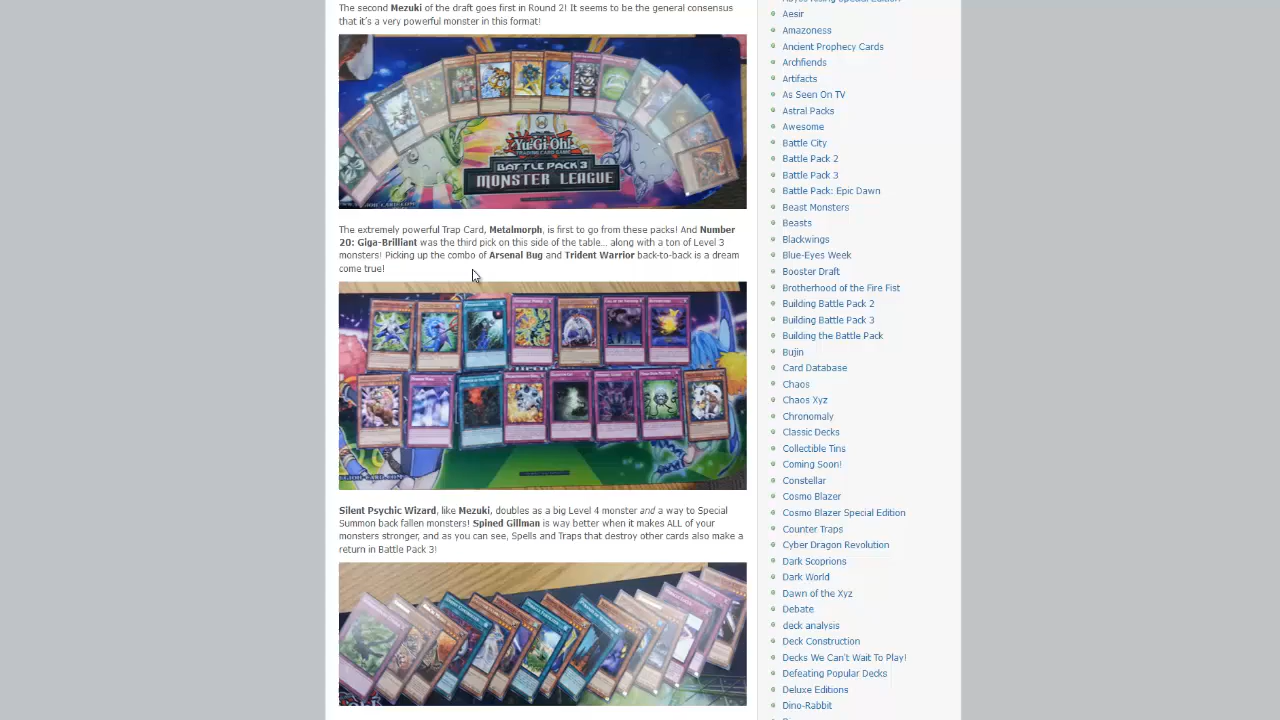 The second Mezuki of the draft goes first in Round 2! It seems to be the general consensus
that it's a very powerful monster in this format!
Yu-Gi-Oh!
TRADING CARD GAME
BATTLE PACK 3
MONSTER LEAGUE
The extremely powerful Trap Card, Metalmorph, is first to go from these packs! And Number
20: Giga-Brilliant was the third pick on this side of the table... along with a ton of Level 3
monsters! Picking up the combo of Arsenal Bug and Trident Warrior back-to-back is a dream
come true!
Silent Psychic Wizard, like Mezuki, doubles as a big Level 4 monster and a way to Special
Summon back fallen monsters! Spined Gillman is way better when it makes ALL of your
monsters stronger, and as you can see, Spells and Traps that destroy other cards also make a
return in Battle Pack 3!
Aesir
Amazoness
Ancient Prophecy Cards
Archfiends
Artifacts
As Seen On TV
Astral Packs
Awesome
Battle City
Battle Pack 2
Battle Pack 3
Battle Pack: Epic Dawn
Beast Monsters
Beasts
Blackwings
Blue-Eyes Week
Booster Draft
Brotherhood of the Fire Fist
Building Battle Pack 2
Building Battle Pack 3
Building the Battle Pack
Bujin
Card Database
Chaos
Chaos Xyz
Chronomaly
Classic Decks
Collectible Tins
Coming Soon!
Constellar
Cosmo Blazer
Cosmo Blazer Special Edition
Counter Traps
Cyber Dragon Revolution
Dark Scoprions
Dark World
Dawn of the Xyz
Debate
deck analysis
Deck Construction
Decks We Can't Wait To Play!
Defeating Popular Decks
Deluxe Editions
Dino-Rabbit